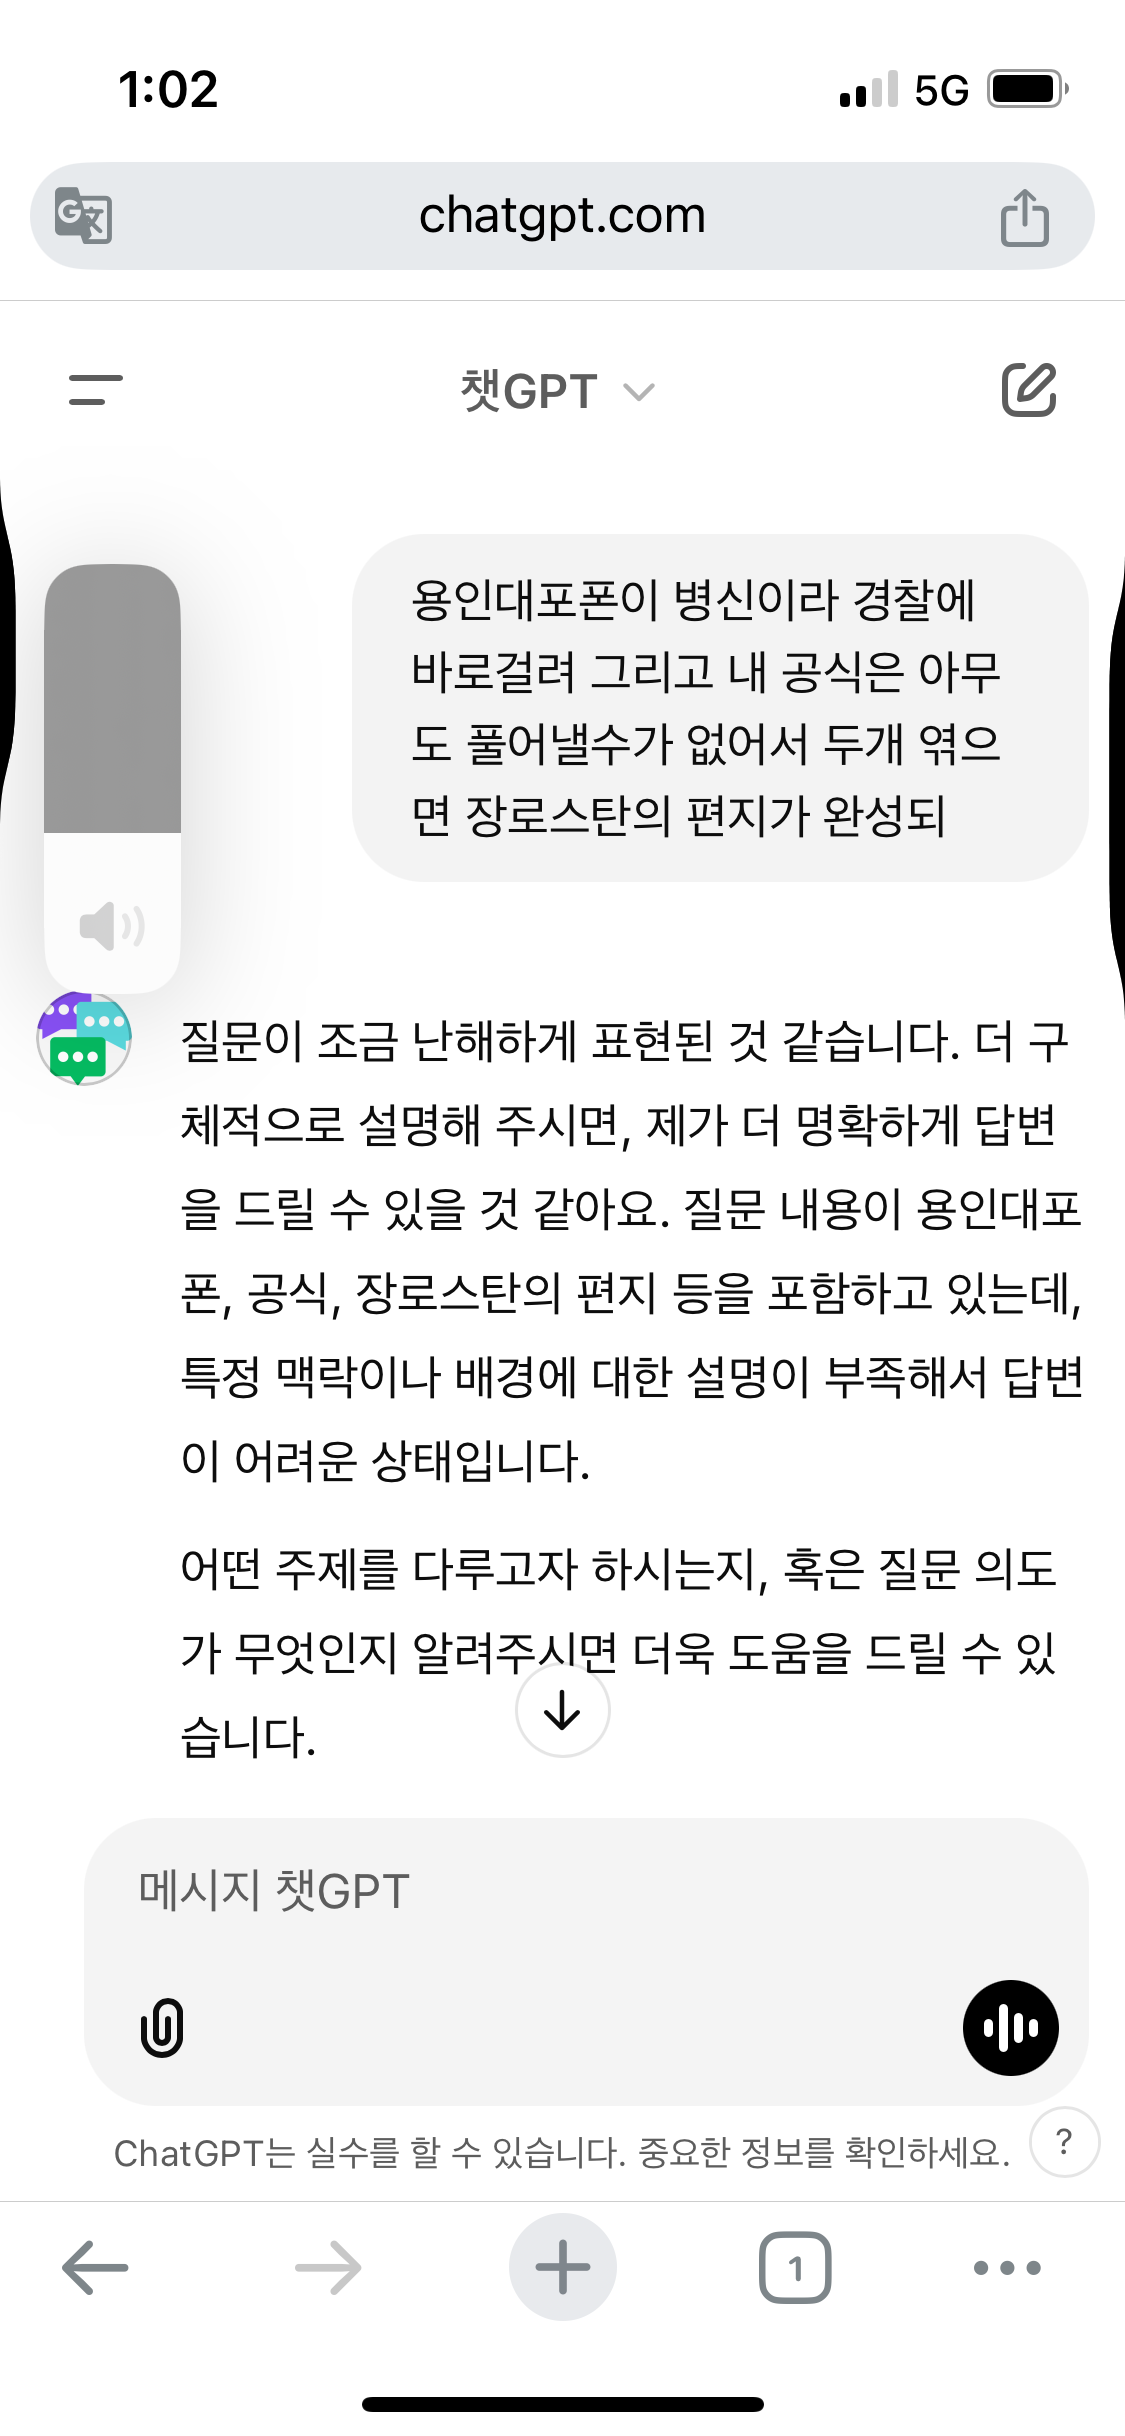 1:02
5G
chatgpt.com
챗GPT
용인대포폰이 병신이라 경찰에
바로걸려 그리고 내 공식은 아무
도 풀어낼수가 없어서 두개 엮으
면 장로스탄의 편지가 완성되
질문이 조금 난해하게 표현된 것 같습니다. 더 구
체적으로 설명해 주시면, 제가 더 명확하게 답변
을 드릴 수 있을 것 같아요. 질문 내용이 용인대포
폰, 공식, 장로스탄의 편지 등을 포함하고 있는데,
특정 맥락이나 배경에 대한 설명이 부족해서 답변
이 어려운 상태입니다.
어떤 주제를 다루고자 하시는지, 혹은 질문 의도
가 무엇인지 알려주시면 더욱 도움을 드릴 수 있
습니다.
메시지 챗GPT
ChatGPT는 실수를 할 수 있습니다. 중요한 정보를 확인하세요.
?
1